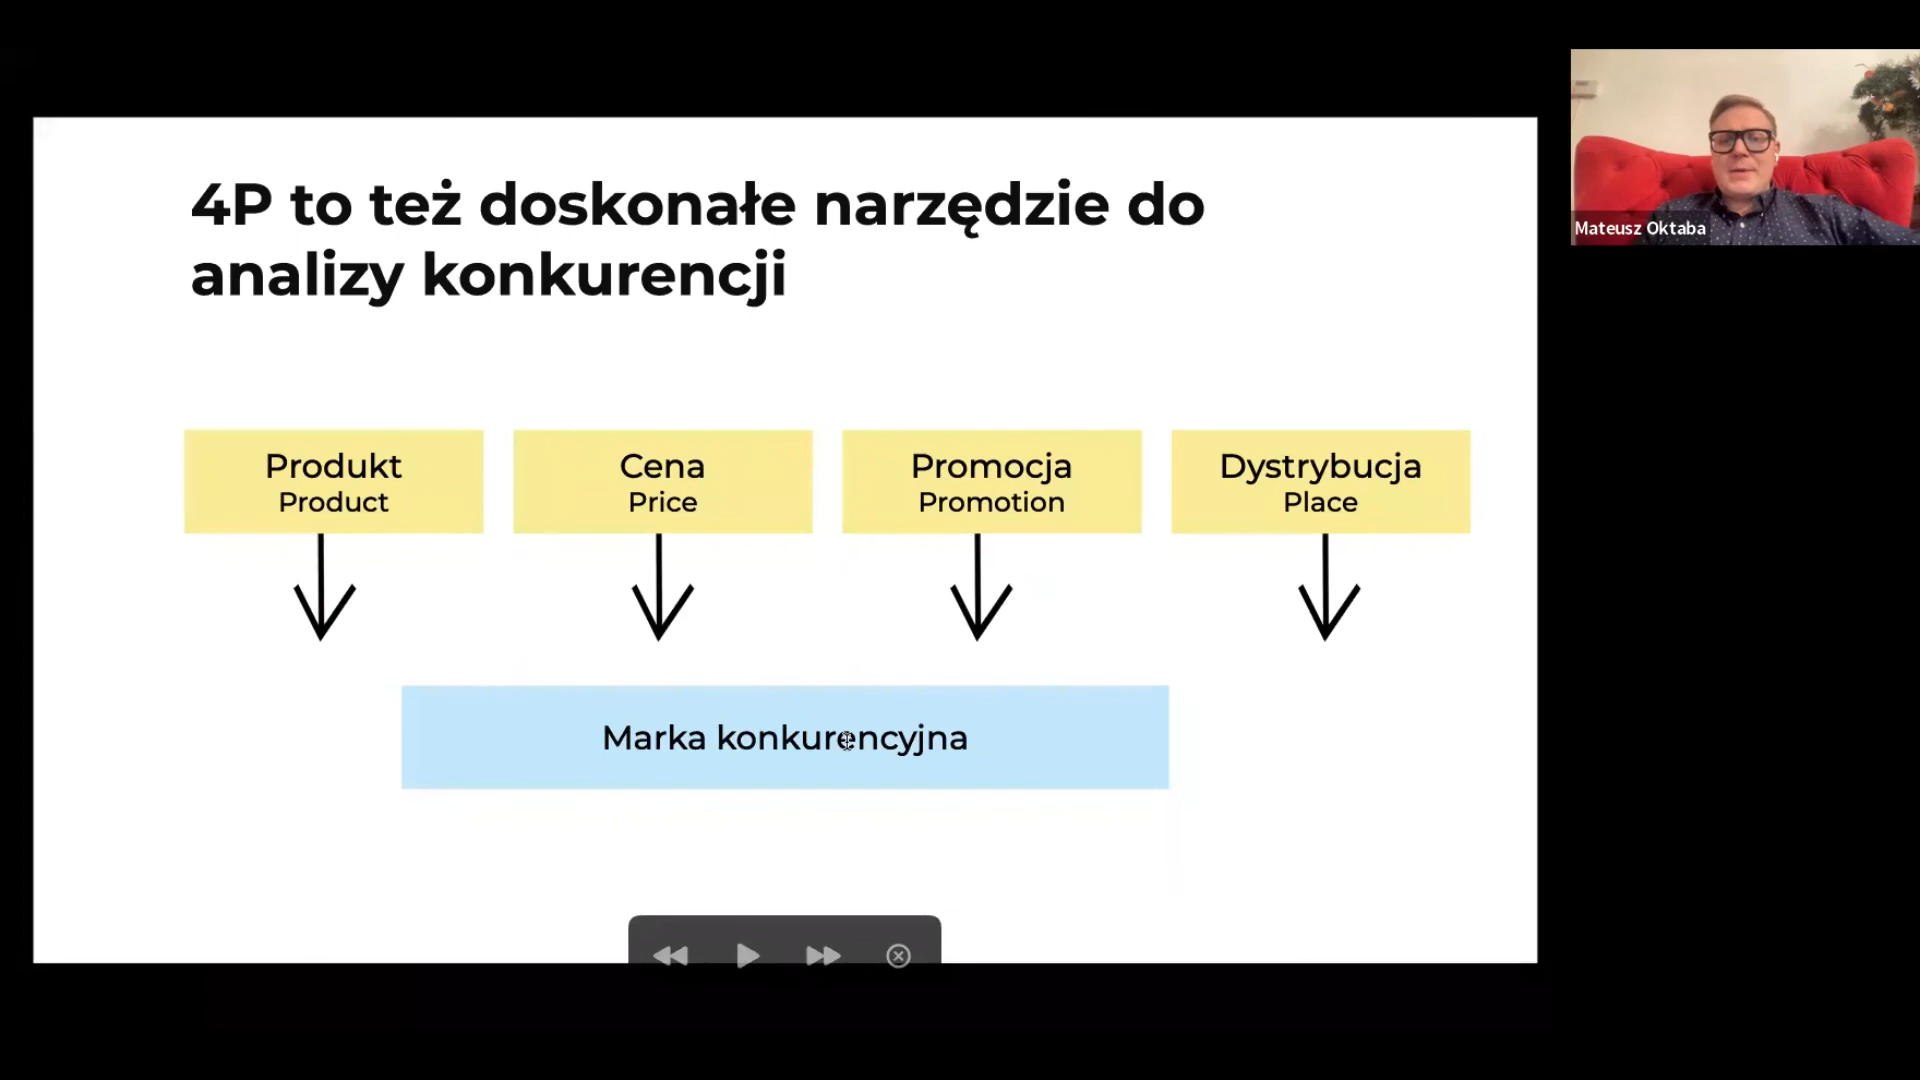 4P to też doskonałe narzędzie do
analizy konkurencji
Produkt
Product
Cena
Price
Promocja
Promotion
Dystrybucja
Place
Marka konkurencyjna
Mateusz Oktaba